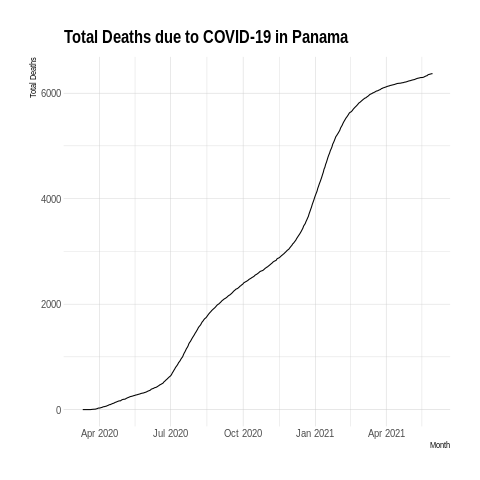 Total Deaths due to COVID-19 in Panama
Total Deaths
6000
4000
2000
0
Apr 2020 Jul 2020 Oct 2020 Jan 2021 Apr 2021
Month